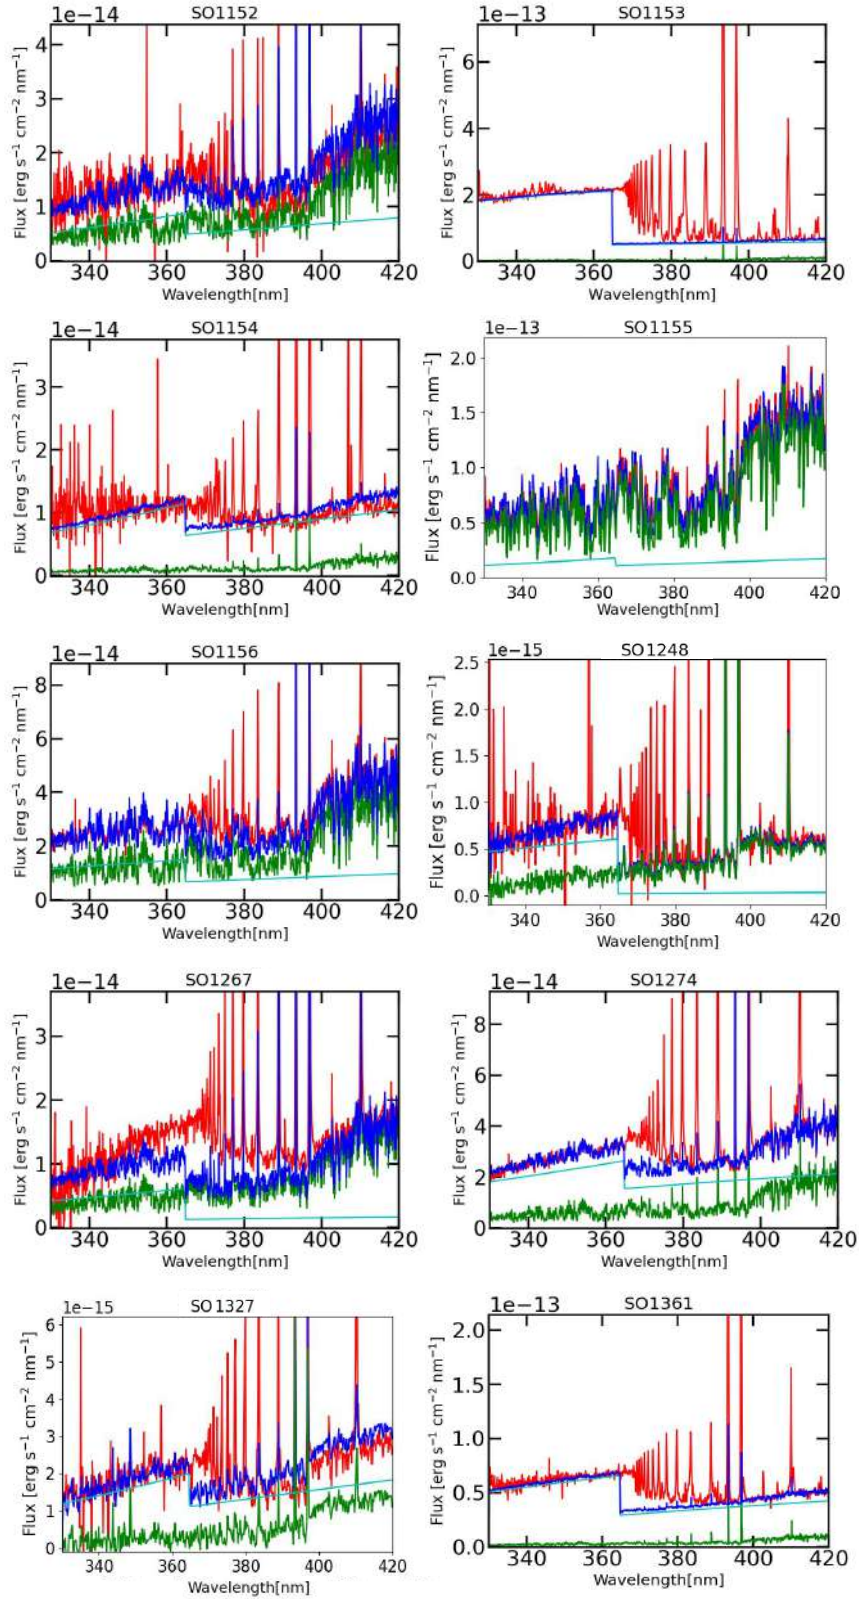 1e−14
SO1152
Flux [erg s⁻¹ cm⁻² nm⁻¹]
4
3
2
1
0
340 360 380 400 420
Wavelength[nm]
1e−13
SO1153
Flux [erg s⁻¹ cm⁻² nm⁻¹]
6
4
2
0
340 360 380 400 420
Wavelength[nm]
1e−14
SO1154
Flux [erg s⁻¹ cm⁻² nm⁻¹]
3
2
1
0
340 360 380 400 420
Wavelength[nm]
1e−13
SO1155
Flux [erg s⁻¹ cm⁻² nm⁻¹]
2.0
1.5
1.0
0.5
0.0
340 360 380 400 420
Wavelength[nm]
1e−14
SO1156
Flux [erg s⁻¹ cm⁻² nm⁻¹]
8
6
4
2
0
340 360 380 400 420
Wavelength[nm]
1e−15
SO1248
Flux [erg s⁻¹ cm⁻² nm⁻¹]
2.5
2.0
1.5
1.0
0.5
0.0
340 360 380 400 420
Wavelength[nm]
1e−14
SO1267
Flux [erg s⁻¹ cm⁻² nm⁻¹]
3
2
1
0
340 360 380 400 420
Wavelength[nm]
1e−14
SO1274
Flux [erg s⁻¹ cm⁻² nm⁻¹]
8
6
4
2
0
340 360 380 400 420
Wavelength[nm]
1e−15
SO1327
Flux [erg s⁻¹ cm⁻² nm⁻¹]
6
5
4
3
2
1
0
340 360 380 400 420
Wavelength[nm]
1e−13
SO1361
Flux [erg s⁻¹ cm⁻² nm⁻¹]
2.0
1.5
1.0
0.5
0.0
340 360 380 400 420
Wavelength[nm]